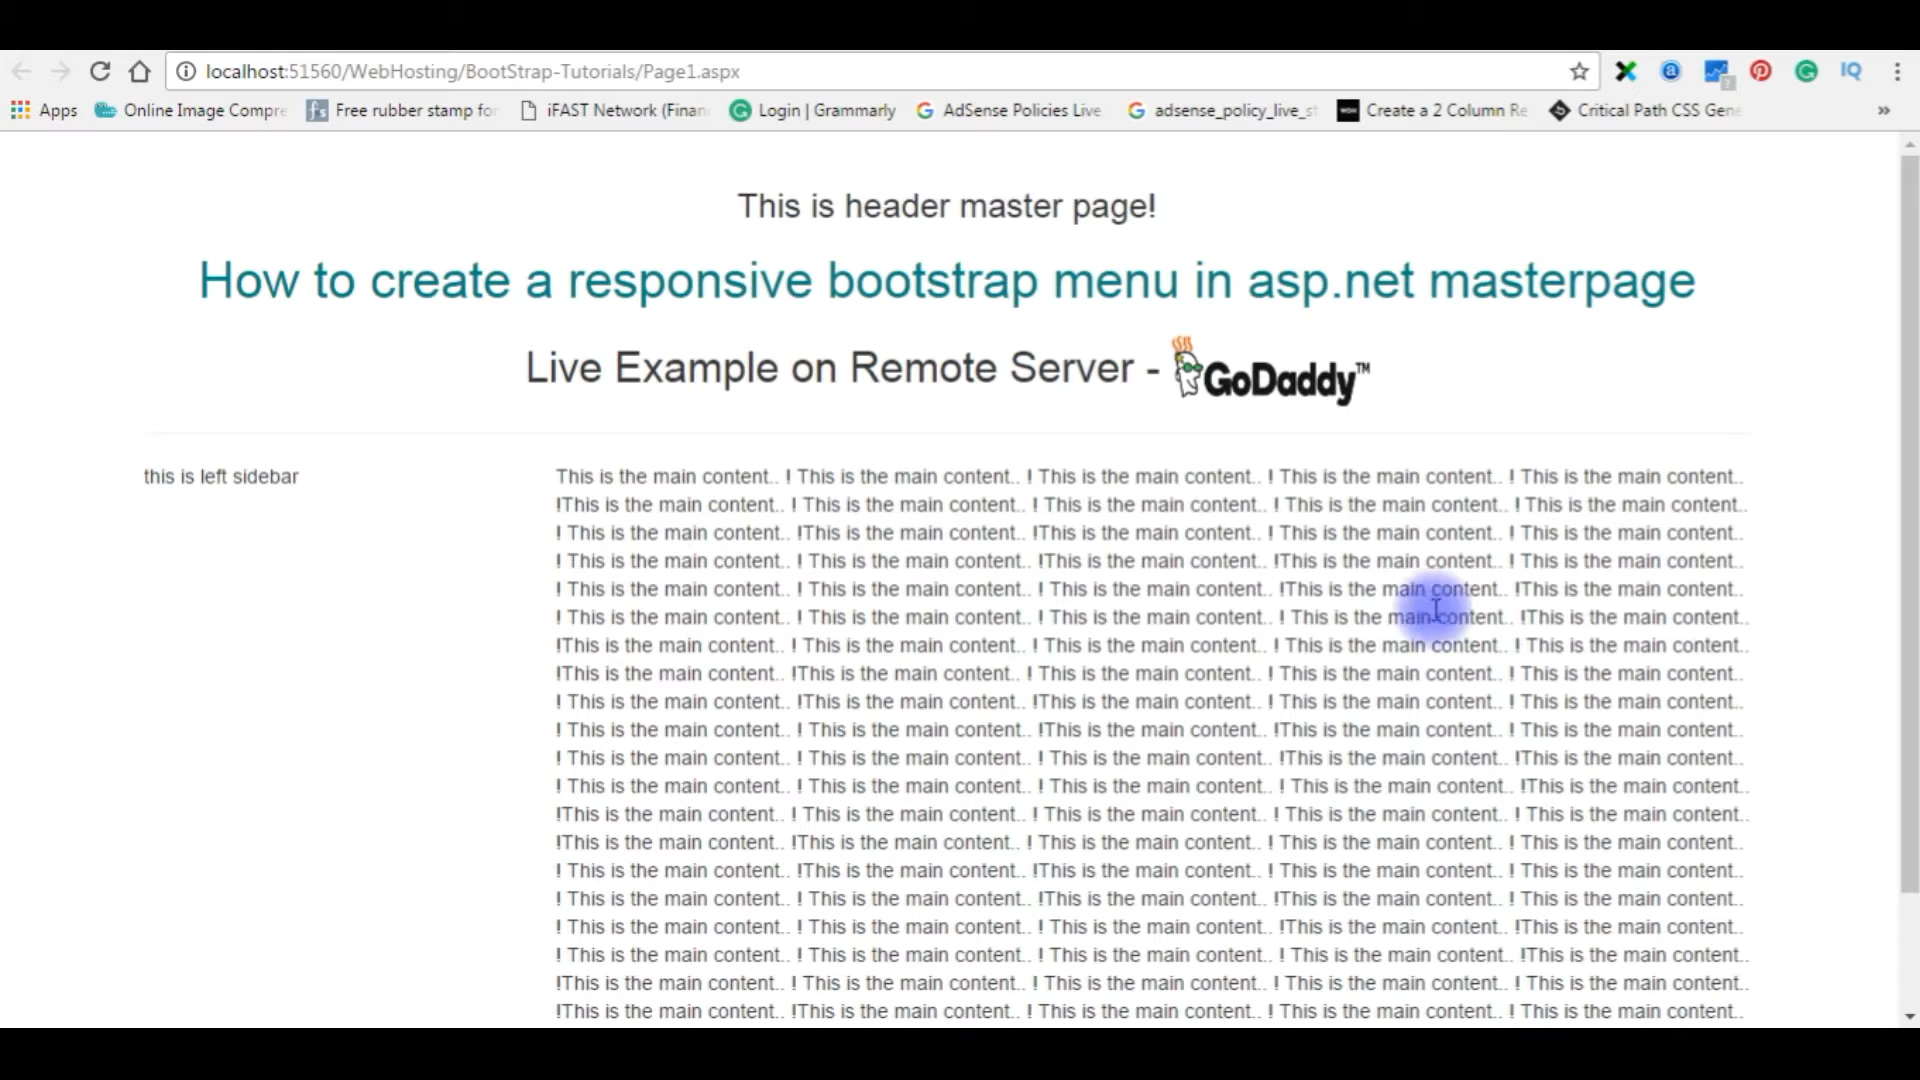 localhost:51560/WebHosting/BootStrap-Tutorials/Page1.aspx
Apps Online Image Compre Free rubber stamp for iFAST Network (Finan Login | Grammarly AdSense Policies Live adsense_policy_live_s Create a 2 Column Re Critical Path CSS Gen »
This is header master page!
How to create a responsive bootstrap menu in asp.net masterpage
Live Example on Remote Server - GoDaddy™
this is left sidebar
This is the main content.. ! This is the main content.. ! This is the main content.. ! This is the main content.. ! This is the main content..
!This is the main content.. ! This is the main content.. ! This is the main content.. ! This is the main content.. ! This is the main content..
! This is the main content.. !This is the main content.. !This is the main content.. ! This is the main content.. ! This is the main content..
! This is the main content.. ! This is the main content.. !This is the main content.. !This is the main content.. ! This is the main content..
! This is the main content.. ! This is the main content.. ! This is the main content.. !This is the main content.. !This is the main content..
! This is the main content.. ! This is the main content.. ! This is the main content.. ! This is the main content.. !This is the main content..
!This is the main content.. ! This is the main content.. ! This is the main content.. ! This is the main content.. ! This is the main content..
!This is the main content.. !This is the main content.. ! This is the main content.. ! This is the main content.. ! This is the main content..
! This is the main content.. !This is the main content.. !This is the main content.. ! This is the main content.. ! This is the main content..
! This is the main content.. ! This is the main content.. !This is the main content.. !This is the main content.. ! This is the main content..
! This is the main content.. ! This is the main content.. ! This is the main content.. !This is the main content.. !This is the main content..
! This is the main content.. ! This is the main content.. ! This is the main content.. ! This is the main content.. !This is the main content..
!This is the main content.. ! This is the main content.. ! This is the main content.. ! This is the main content.. ! This is the main content..
!This is the main content.. !This is the main content.. ! This is the main content.. ! This is the main content.. ! This is the main content..
! This is the main content.. !This is the main content.. !This is the main content.. ! This is the main content.. ! This is the main content..
! This is the main content.. ! This is the main content.. !This is the main content.. !This is the main content.. ! This is the main content..
! This is the main content.. ! This is the main content.. ! This is the main content.. !This is the main content.. !This is the main content..
! This is the main content.. ! This is the main content.. ! This is the main content.. ! This is the main content.. !This is the main content..
!This is the main content.. ! This is the main content.. ! This is the main content.. ! This is the main content.. ! This is the main content..
!This is the main content.. !This is the main content.. ! This is the main content.. ! This is the main content.. ! This is the main content..